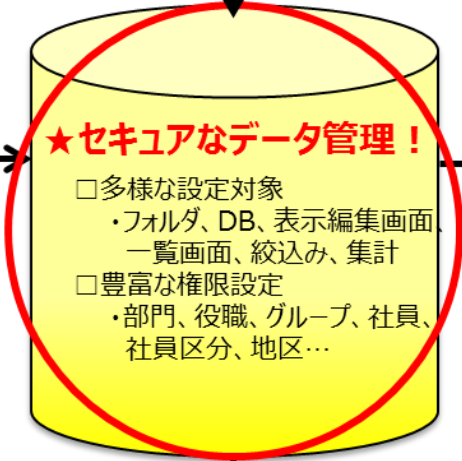 ★セキュアなデータ管理！
□多様な設定対象
・フォルダ、DB、表示編集画面、
一覧画面、絞込み、集計
□豊富な権限設定
・部門、役職、グループ、社員、
社員区分、地区…